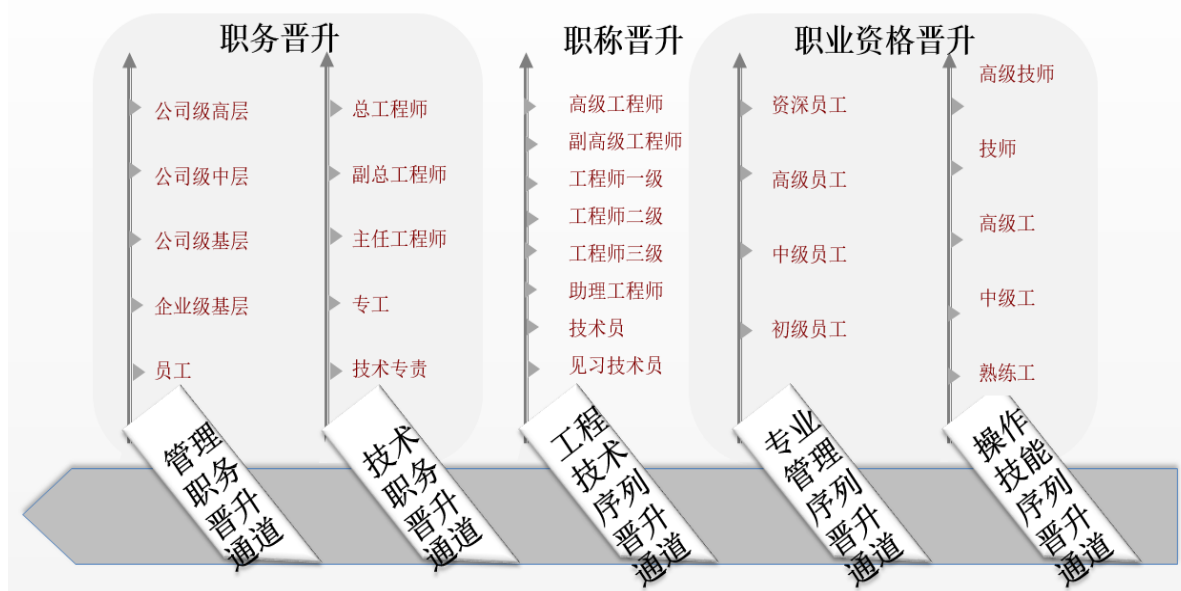 职务晋升
职称晋升
职业资格晋升
公司级高层
公司级中层
公司级基层
企业级基层
员工
总工程师
副总工程师
主任工程师
专工
技术专责
高级工程师
副高级工程师
工程师一级
工程师二级
工程师三级
助理工程师
技术员
见习技术员
资深员工
高级员工
中级员工
初级员工
高级技师
技师
高级工
中级工
熟练工
管理
职务
晋升
通道
技术
职务
晋升
通道
工程
技术
序列
晋升
通道
专业
管理
序列
晋升
通道
操作
技能
序列
晋升
通道